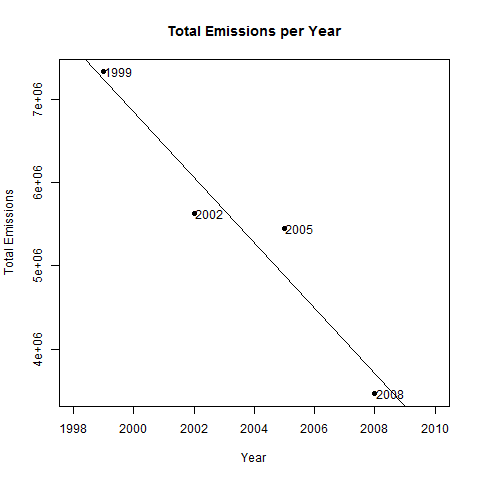 Total Emissions per Year
Total Emissions
7e+06
6e+06
5e+06
4e+06
1999
2002
2005
2008
1998 2000 2002 2004 2006 2008 2010
Year